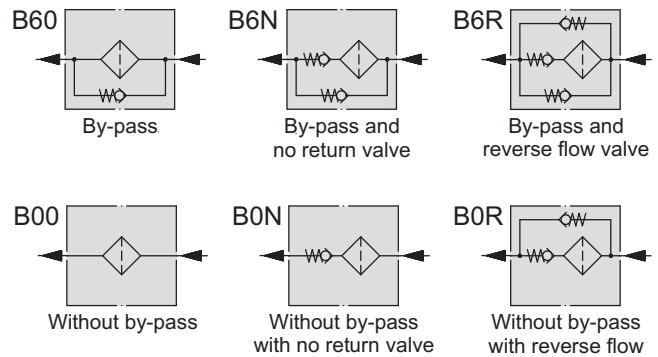 B60
B6N
B6R
By-pass
By-pass and
no return valve
By-pass and
reverse flow valve
B00
B0N
B0R
Without by-pass
Without by-pass
with no return valve
Without by-pass
with reverse flow